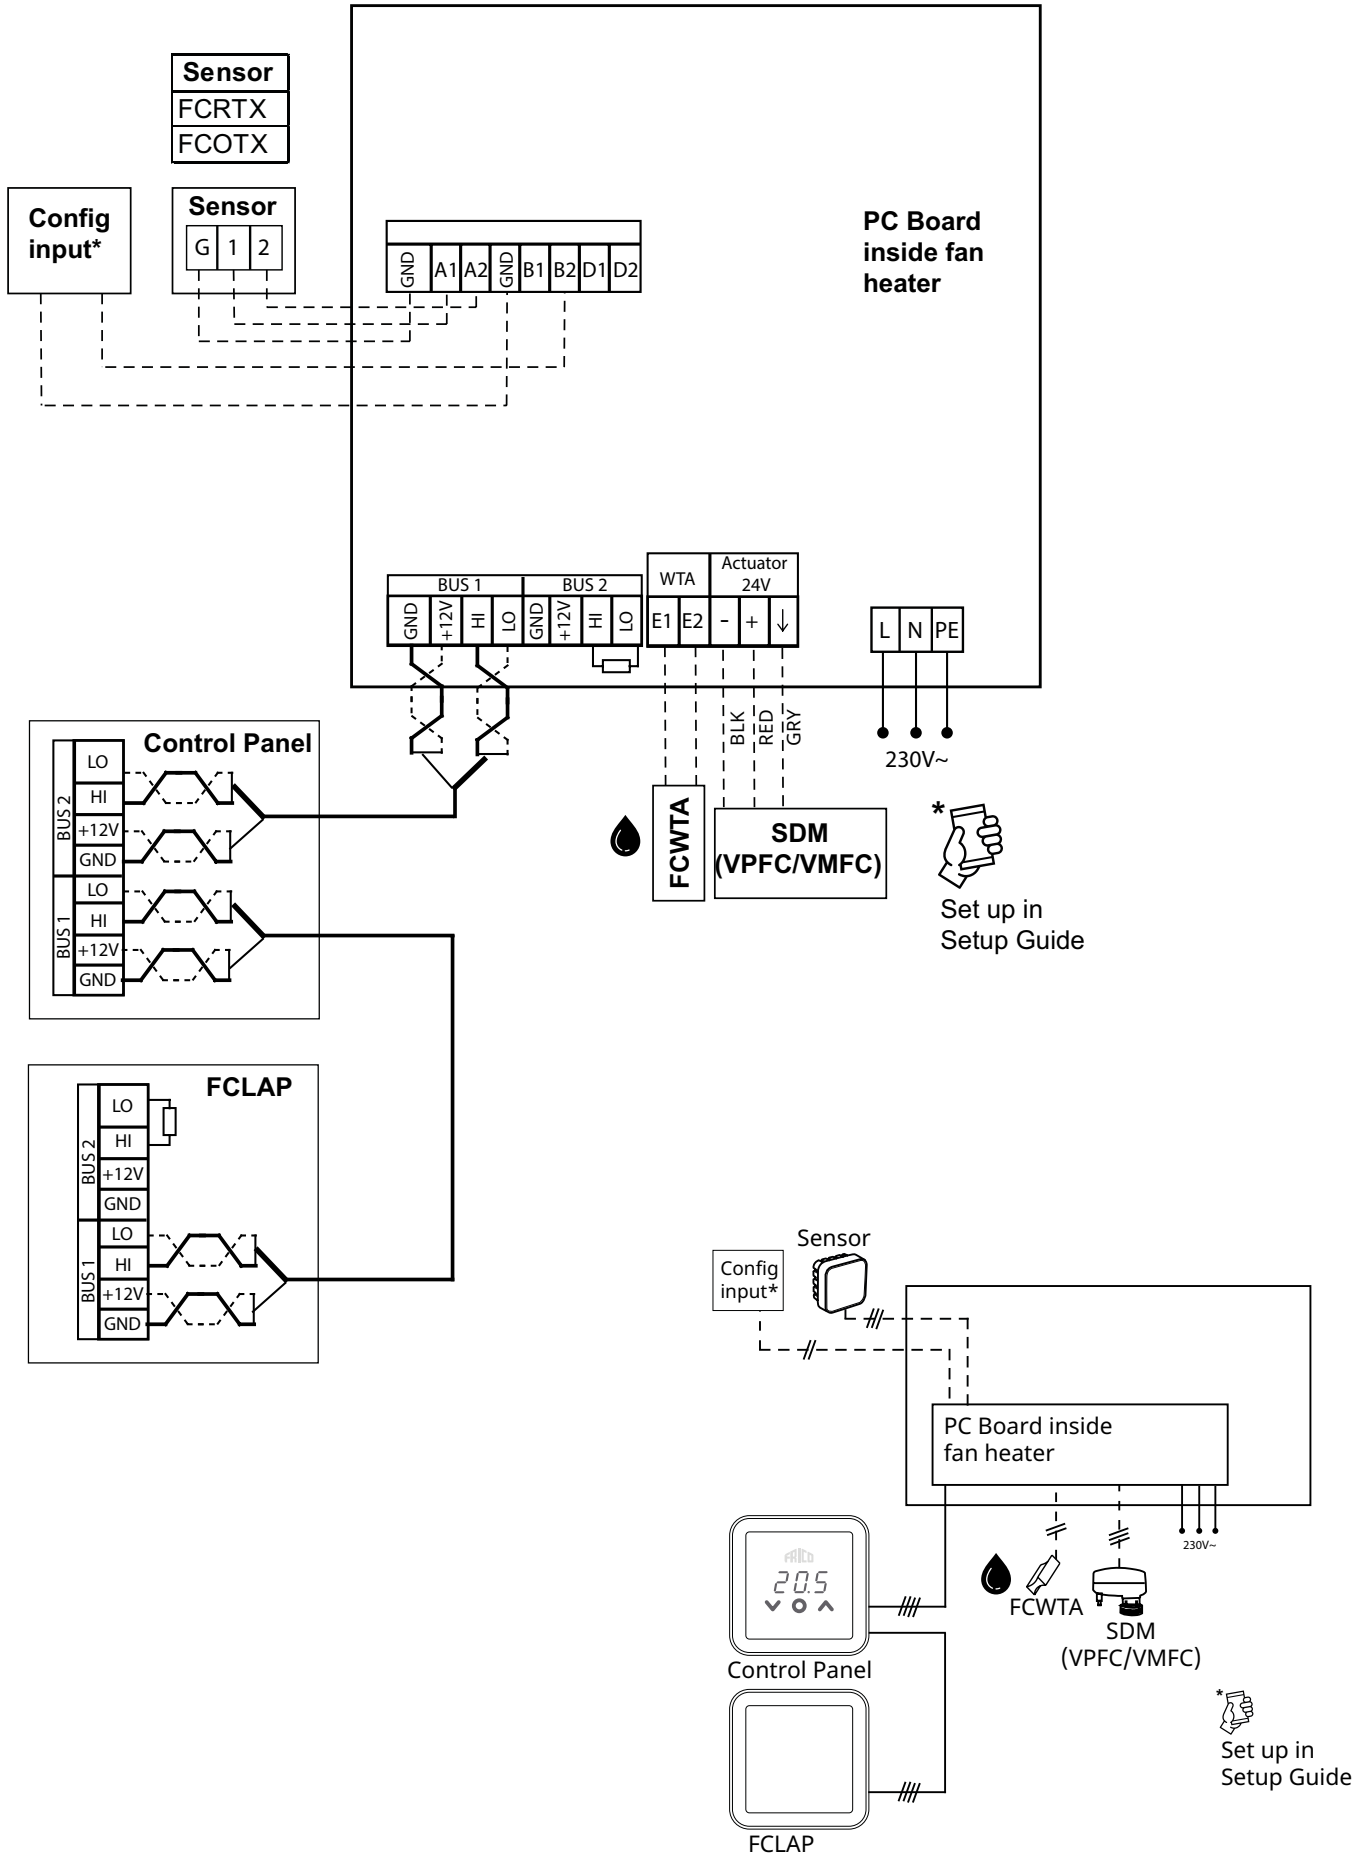 Sensor
FCRTX
FCOTX
Config
input*
Sensor
G 1 2
GND A1 A2 GND B1 B2 D1 D2
PC Board
inside fan
heater
BUS 1 BUS 2
GND +12V HI LO GND +12V HI LO
WTA
Actuator
24V
E1 E2 - + ↓
L N PE
BLK
RED
GRY
230V~
FCWTA
SDM
(VPFC/VMFC)
*
Set up in
Setup Guide
Control Panel
BUS 2
LO
HI
+12V
GND
BUS 1
LO
HI
+12V
GND
FCLAP
BUS 2
LO
HI
+12V
GND
BUS 1
LO
HI
+12V
GND
Sensor
Config
input*
PC Board inside
fan heater
230V~
FRICO
20.5
Control Panel
FCWTA
SDM
(VPFC/VMFC)
FCLAP
*
Set up in
Setup Guide